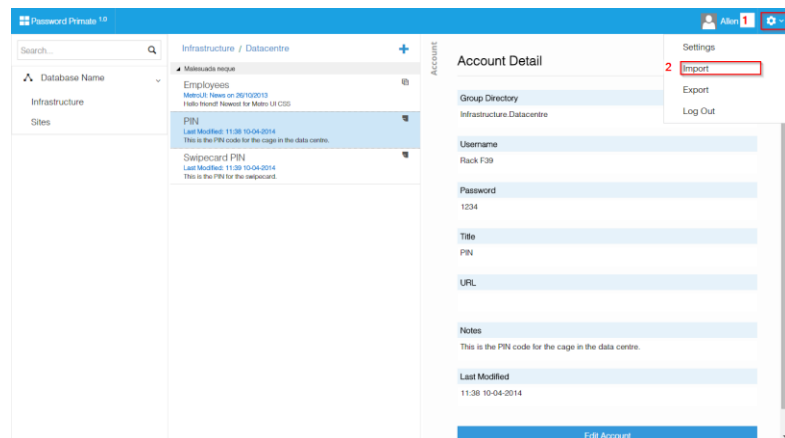 Password Primate 1.0
Allen 1
Search...
Database Name
Infrastructure
Sites
Infrastructure / Datacentre
+
Malesuada neque
Employees
MetroUI: News on 26/10/2013
Hello friend! Newest for Metro UI CSS
PIN
Last Modified: 11:38 10-04-2014
This is the PIN code for the cage in the data centre.
Swipecard PIN
Last Modified: 11:39 10-04-2014
This is the PIN for the swipecard.
Account
Account Detail
Group Directory
Infrastructure.Datacentre
Username
Rack F39
Password
1234
Title
PIN
URL
Notes
This is the PIN code for the cage in the data centre.
Last Modified
11:38 10-04-2014
Edit Account
Settings
2 Import
Export
Log Out